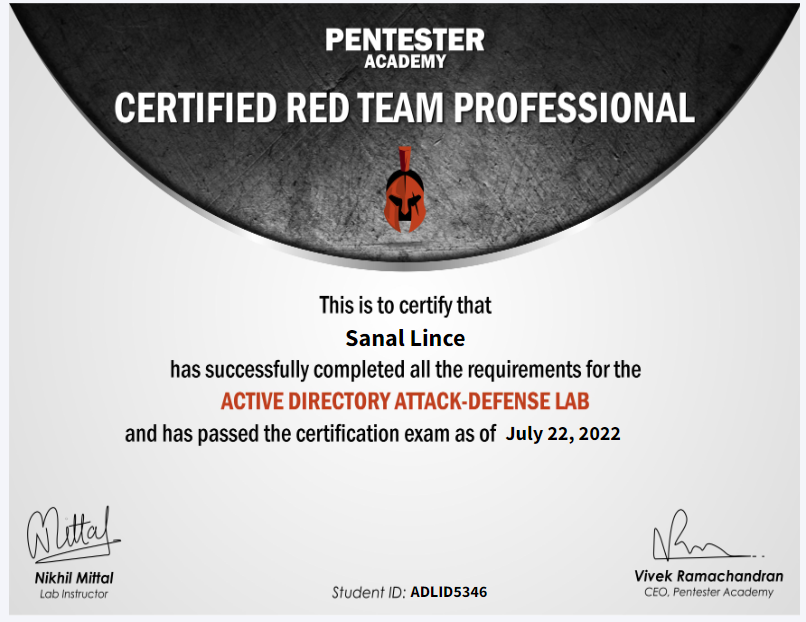 PENTESTER
ACADEMY
CERTIFIED RED TEAM PROFESSIONAL
This is to certify that
Sanal Lince
has successfully completed all the requirements for the
ACTIVE DIRECTORY ATTACK-DEFENSE LAB
and has passed the certification exam as of July 22, 2022
Mittal
Nikhil Mittal
Lab Instructor
Student ID: ADLID5346
Vivek Ramachandran
CEO, Pentester Academy